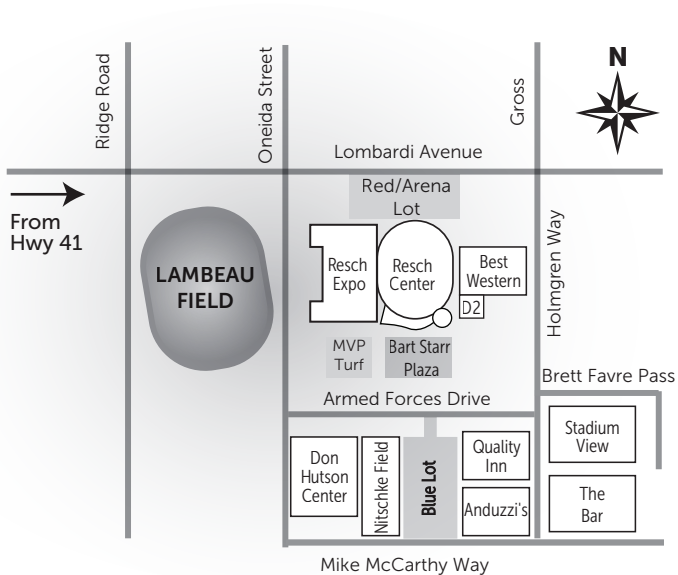 N
Ridge Road
Oneida Street
Gross
Lombardi Avenue
Red/Arena
Lot
From
Hwy 41
LAMBEAU
FIELD
Resch
Expo
Resch
Center
Best
Western
D2
Holmgren Way
MVP
Turf
Bart Starr
Plaza
Brett Favre Pass
Armed Forces Drive
Don
Hutson
Center
Nitschke Field
Blue Lot
Quality
Inn
Anduzzi's
Stadium
View
The
Bar
Mike McCarthy Way